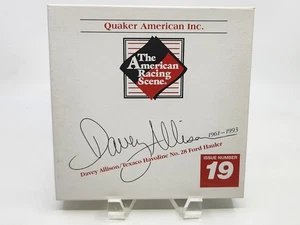 Quaker American Inc.
The
American
Racing
Scene.
Davey Allison
1961-1993
Davey Allison/Texaco Havoline No. 28 Ford Hauler
ISSUE NUMBER
19